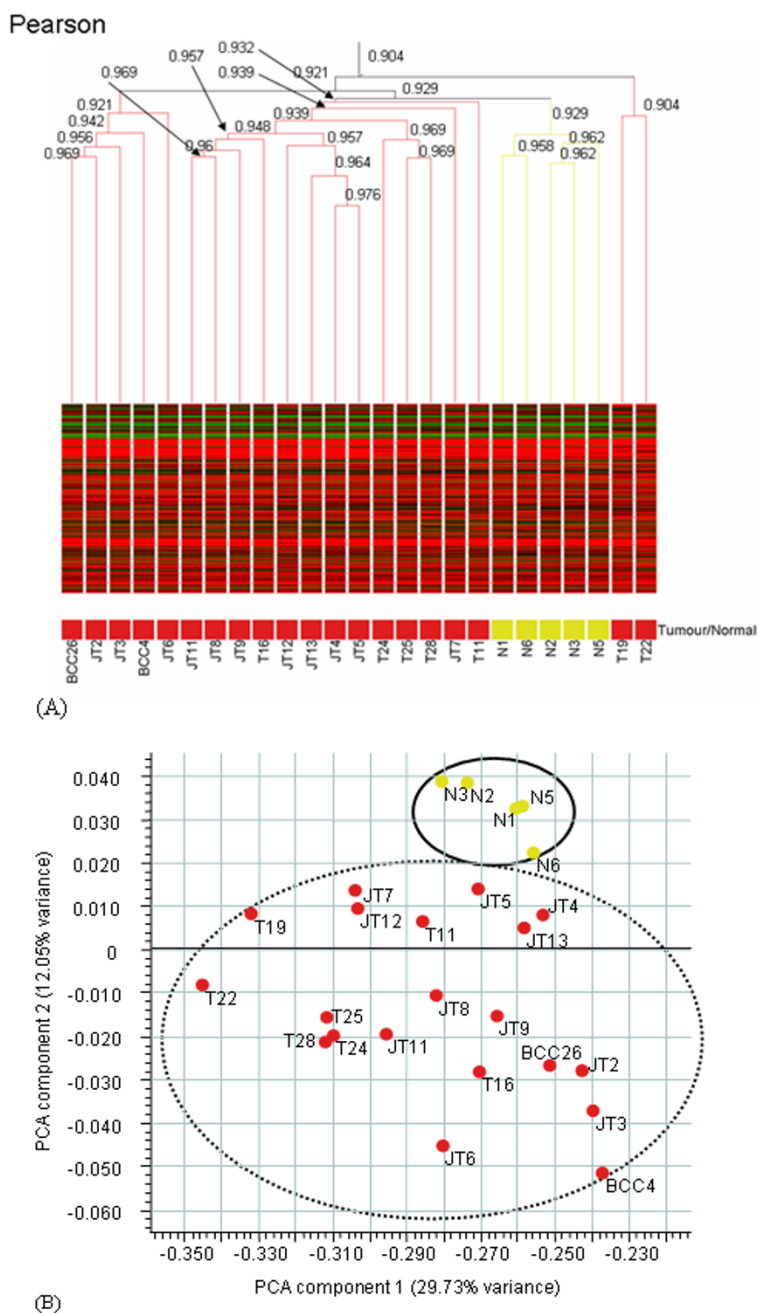 Pearson
0.904
0.932
0.957
0.921
0.969
0.939
0.929
0.921
0.939
0.929
0.904
0.942
0.948
0.957
0.969
0.962
0.956
0.96
0.958
0.969
0.964
0.969
0.962
0.976
Tumour/Normal
BCC26
JT2
JT3
BCC4
JT6
JT11
JT8
JT9
T16
JT12
JT13
JT4
JT5
T24
T25
T28
JT7
T11
N1
N6
N2
N3
N5
T19
T22
(A)
PCA component 2 (12.05% variance)
0.040
0.030
0.020
0.010
0
-0.010
-0.020
-0.030
-0.040
-0.050
-0.060
N3
N2
N5
N1
N6
JT7
JT5
JT12
JT4
T19
T11
JT13
T22
JT8
T25
JT9
T28
T24
JT11
BCC26
JT2
T16
JT3
JT6
BCC4
-0.350
-0.330
-0.310
-0.290
-0.270
-0.250
-0.230
PCA component 1 (29.73% variance)
(B)